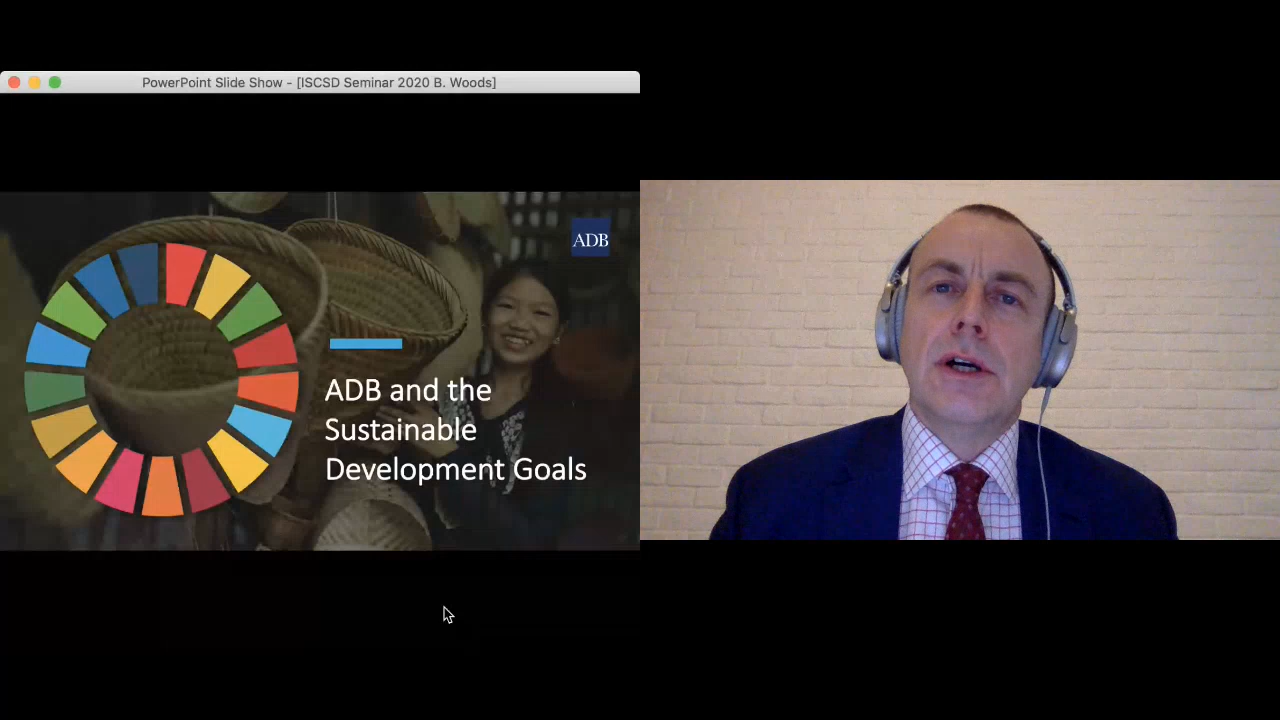 PowerPoint Slide Show - [ISCSD Seminar 2020 B. Woods]
ADB
ADB and the
Sustainable
Development Goals